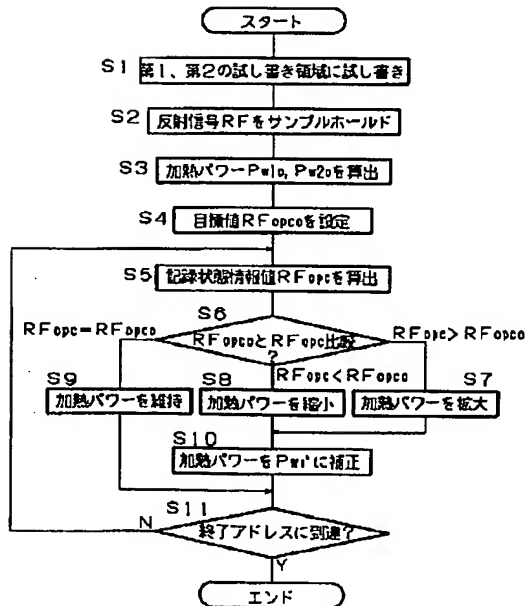 スタート
S1
第1、第2の試し書き領域に試し書き
S2
反射信号RFをサンプルホールド
S3
加熱パワーPw1o, Pw2oを算出
S4
目標値RFopcoを設定
S5
記録状態情報値RFopcを算出
S6
RFopc=RFopco
RFopcoとRFopc比較
?
RFopc>RFopco
RFopc<RFopco
S9
S8
S7
加熱パワーを維持
加熱パワーを縮小
加熱パワーを拡大
S10
加熱パワーをPwi'に補正
S11
N
終了アドレスに到達?
Y
エンド